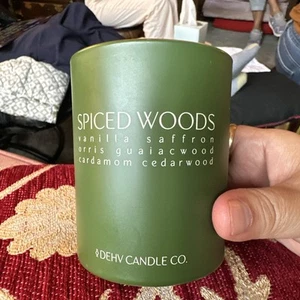 SPICED WOODS
vanilla saffron
orris guaiacwood
cardamom cedarwood
DEHV CANDLE CO.